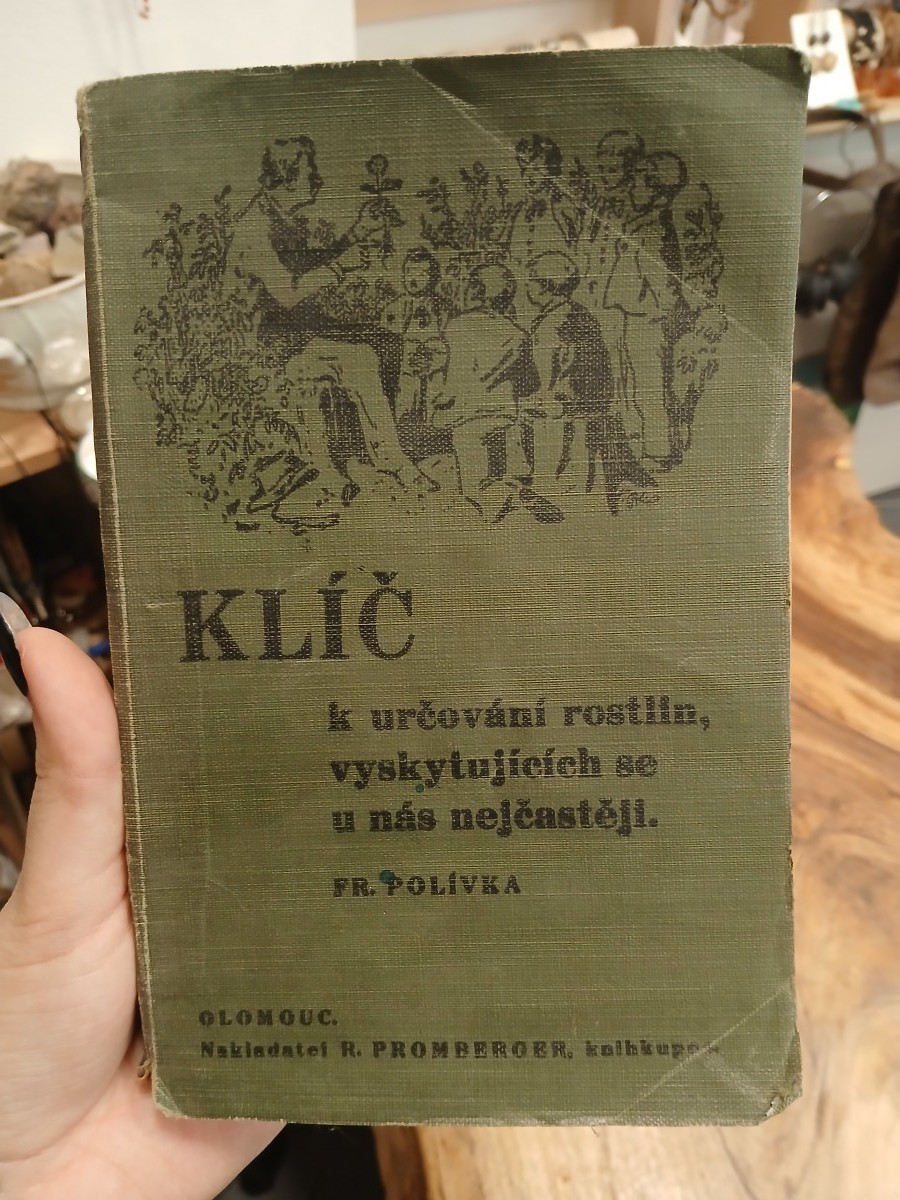 KLÍČ
k určování rostlin,
vyskytujících se
u nás nejčastěji.
FR. POLÍVKA
OLOMOUC.
Nakladatel R. PROMBERGER, knihkupec